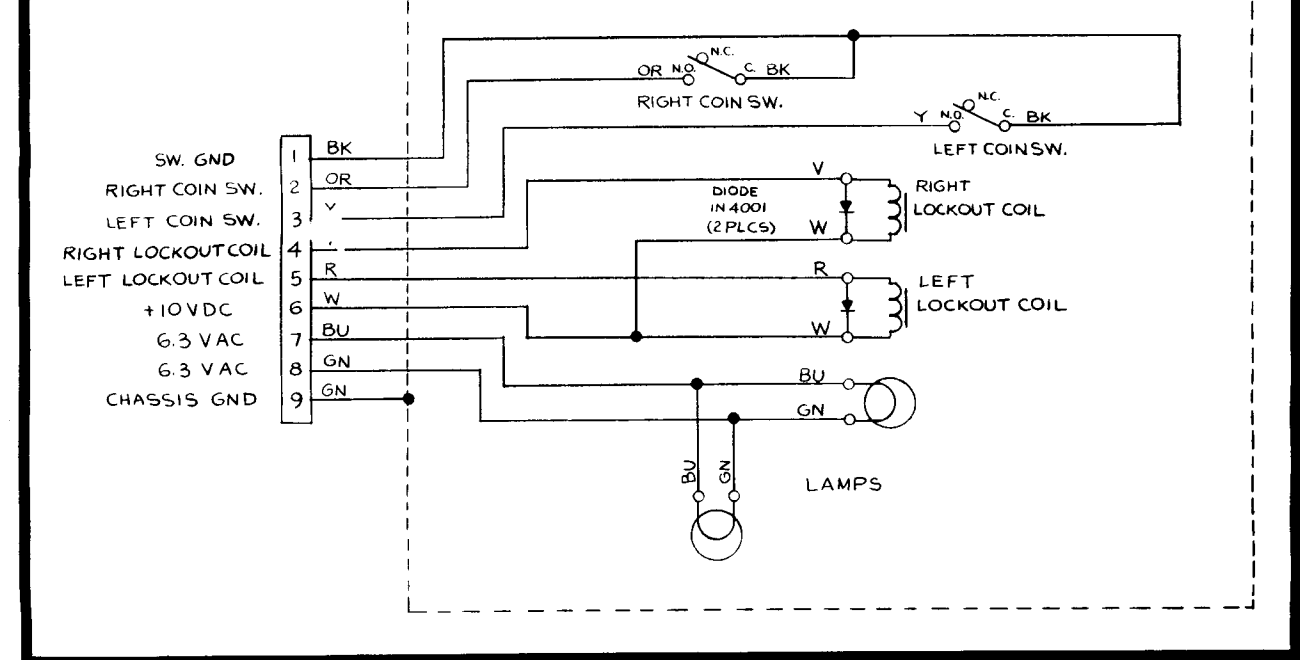 N.C.
OR N.O. C. BK
RIGHT COIN SW.
N.C.
Y N.O. C. BK
LEFT COIN SW.
SW. GND 1 BK
RIGHT COIN SW. 2 OR
LEFT COIN SW. 3
RIGHT LOCKOUT COIL 4
LEFT LOCKOUT COIL 5 R
+10VDC 6 W
6.3 VAC 7 BU
6.3 VAC 8 GN
CHASSIS GND 9 GN
V
DIODE
IN 4001
(2 PLCS)
W
RIGHT
LOCKOUT COIL
R
W
LEFT
LOCKOUT COIL
BU
GN
BU
GN
LAMPS